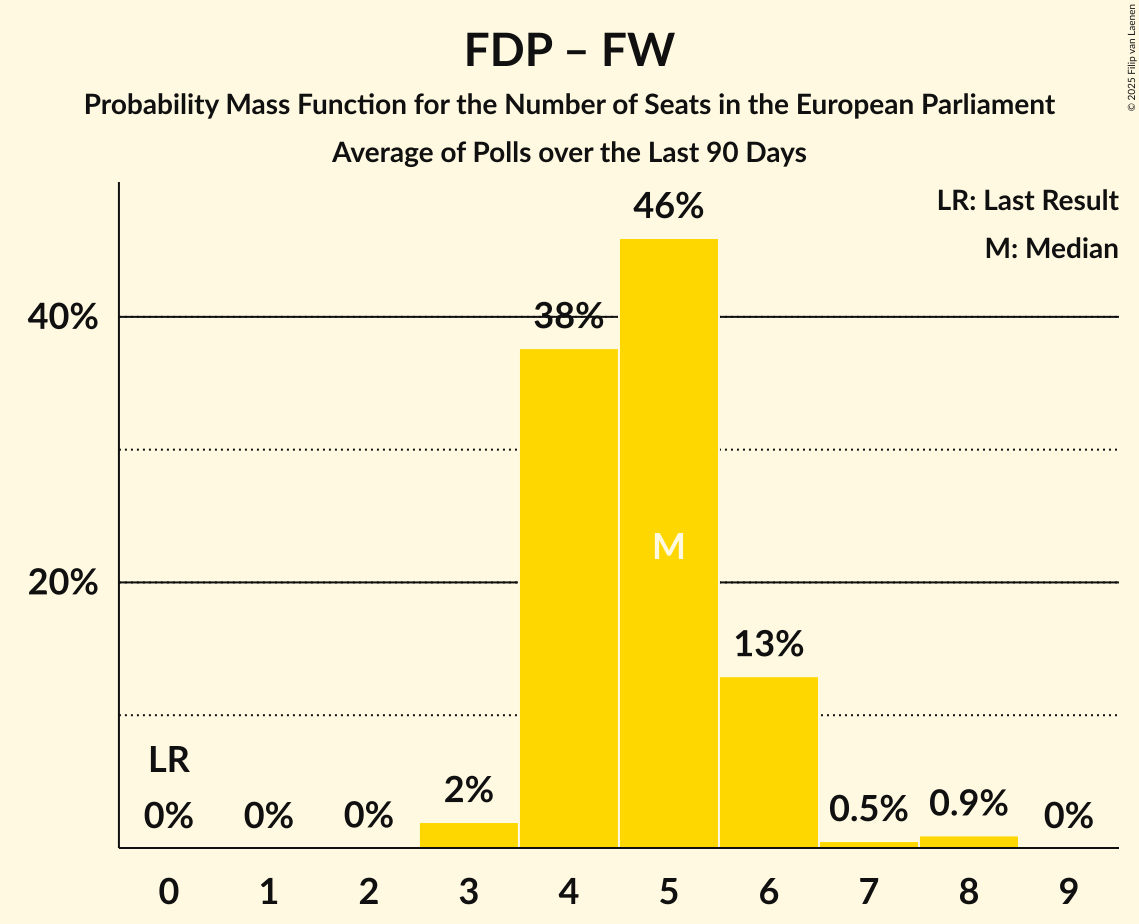 FDP – FW
Probability Mass Function for the Number of Seats in the European Parliament
Average of Polls over the Last 90 Days
© 2025 Filip van Laenen
LR: Last Result
M: Median
40%
20%
LR
0%
0%
0%
2%
38%
46%
M
13%
0.5%
0.9%
0%
0 1 2 3 4 5 6 7 8 9